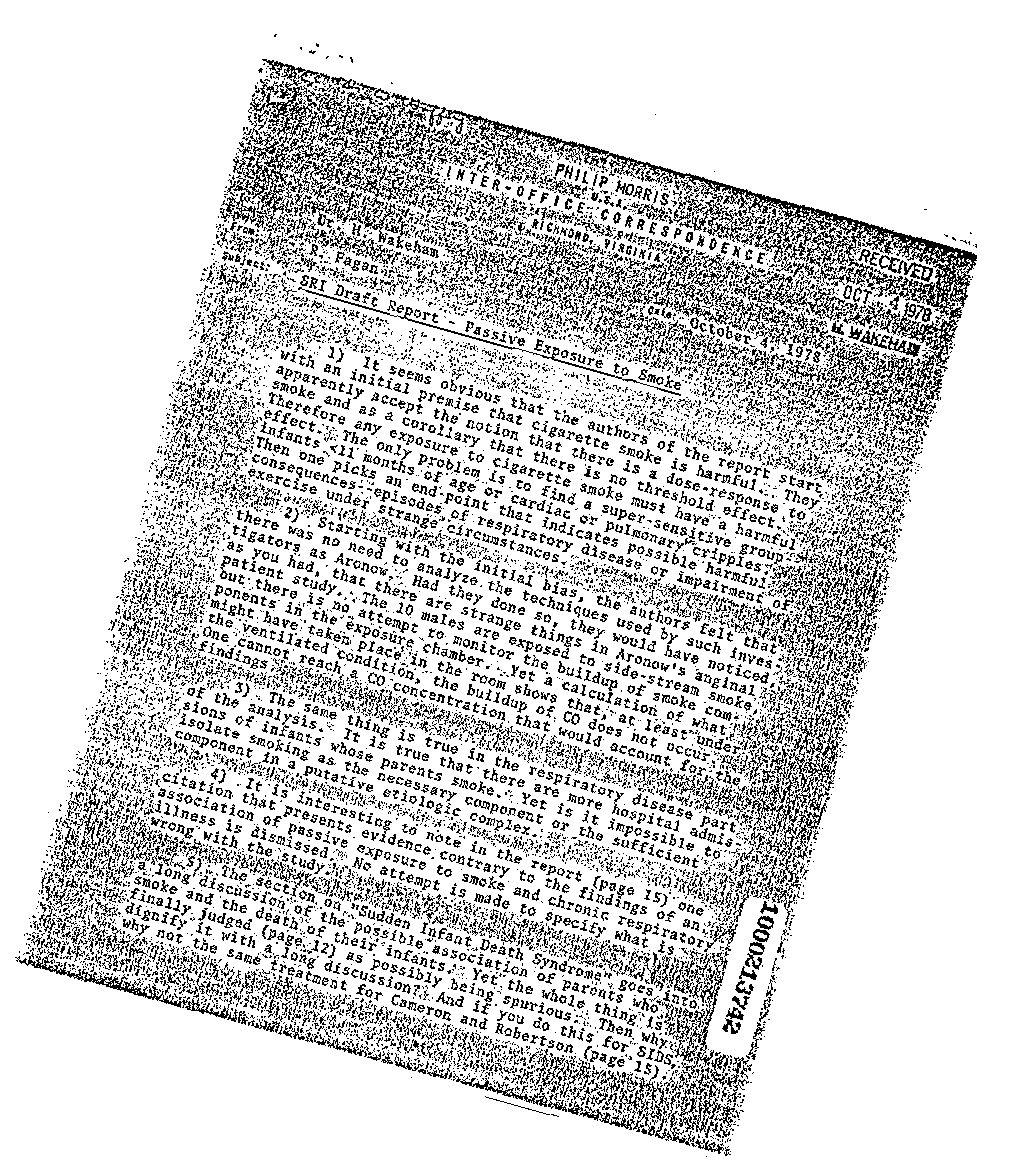 PHILIP MORRIS
U.S.A.
INTER-OFFICE CORRESPONDENCE
RICHMOND, VIRGINIA
RECEIVED
OCT 4 1978
H. WAKEHAM
Dr. H. Wakeham
Date: October 4, 1978
From:
Fagan
Subject: SRI Draft Report - Passive Exposure to Smoke
1) It seems obvious that the authors of the report start
with an initial premise that cigarette smoke is harmful. They
apparently accept the notion that there is a dose-response to
smoke and as a corollary that there is no threshold effect.
Therefore any exposure to cigarette smoke must have a harmful
effect. The only problem is to find a super-sensitive group-
infants <11 months of age or cardiac or pulmonary cripples.
Then one picks an end-point that indicates possible harmful
consequences--episodes of respiratory disease or impairment of
exercise under strange circumstances.
2) Starting with the initial bias, the authors felt that
there was no need to analyze the techniques used by such inves-
tigators as Aronow. Had they done so, they would have noticed,
as you had, that there are strange things in Aronow's anginal
patient study. The 10 males are exposed to side-stream smoke,
but there is no attempt to monitor the buildup of smoke com-
ponents in the exposure chamber. Yet a calculation of what
might have taken place in the room shows that, at least under
the ventilated condition, the buildup of CO does not occur.
One cannot reach a CO concentration that would account for the
findings.
3) The same thing is true in the respiratory disease part
of the analysis. It is true that there are more hospital admis-
sions of infants whose parents smoke. Yet is it impossible to
isolate smoking as the necessary component or the sufficient
component in a putative etiologic complex.
4) It is interesting to note in the report (page 15) one
citation that presents evidence contrary to the findings of an
association of passive exposure to smoke and chronic respiratory
illness is dismissed. No attempt is made to specify what is
wrong with the study.
5) The section on "Sudden Infant Death Syndrome" goes into
a long discussion of the possible association of parents who
smoke and the death of their infants. Yet the whole thing is
finally judged (page 12) as possibly being spurious. Then why
dignify it with a long discussion? And if you do this for SIDS,
why not the same treatment for Cameron and Robertson (page 15)
1000213742